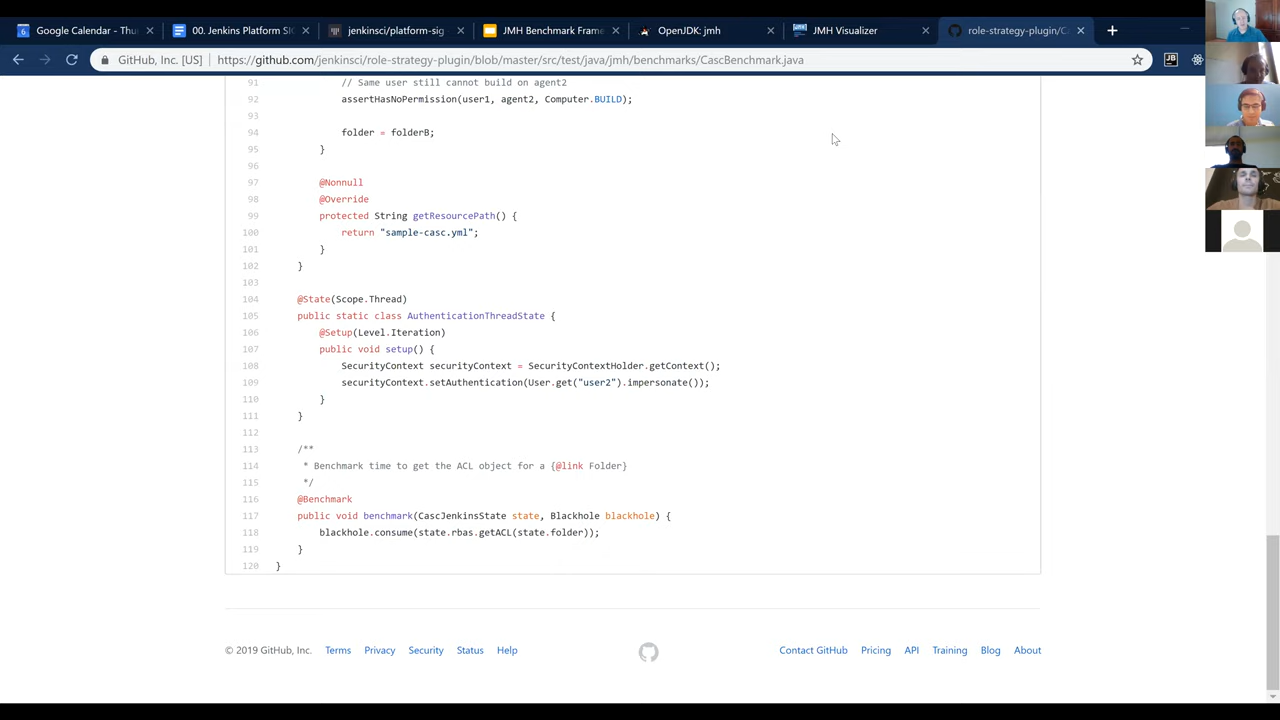 Google Calendar - Thu
00. Jenkins Platform SIG
jenkinsci/platform-sig
JMH Benchmark Frame
OpenJDK: jmh
JMH Visualizer
role-strategy-plugin/C
GitHub, Inc. [US] | https://github.com/jenkinsci/role-strategy-plugin/blob/master/src/test/java/jmh/benchmarks/CascBenchmark.java
JB
91 // Same user still cannot build on agent2
92 assertHasNoPermission(user1, agent2, Computer.BUILD);
93
94 folder = folderB;
95 }
96
97 @Nonnull
98 @Override
99 protected String getResourcePath() {
100 return "sample-casc.yml";
101 }
102 }
103
104 @State(Scope.Thread)
105 public static class AuthenticationThreadState {
106 @Setup(Level.Iteration)
107 public void setup() {
108 SecurityContext securityContext = SecurityContextHolder.getContext();
109 securityContext.setAuthentication(User.get("user2").impersonate());
110 }
111 }
112
113 /**
114 * Benchmark time to get the ACL object for a {@link Folder}
115 */
116 @Benchmark
117 public void benchmark(CascJenkinsState state, Blackhole blackhole) {
118 blackhole.consume(state.rbas.getACL(state.folder));
119 }
120 }
© 2019 GitHub, Inc. Terms Privacy Security Status Help Contact GitHub Pricing API Training Blog About